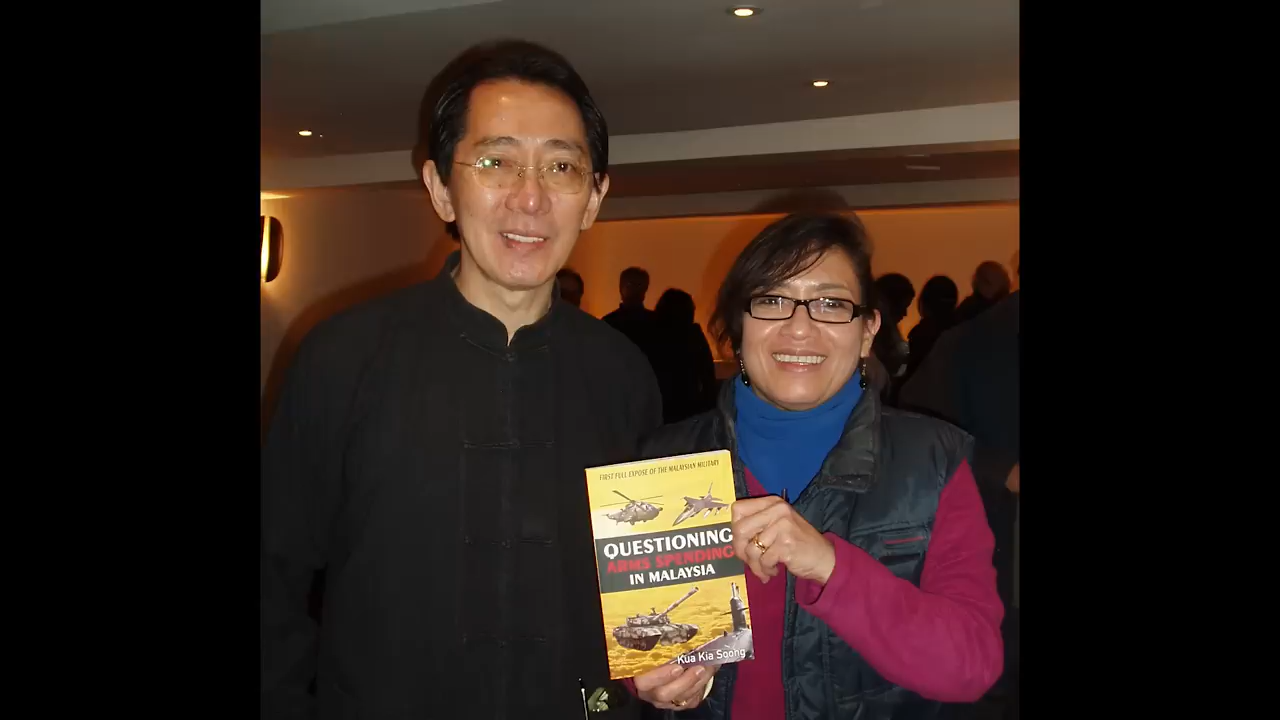 FIRST FULL EXPOSE OF THE MALAYSIAN MILITARY
QUESTIONING
ARMS SPENDING
IN MALAYSIA
Kua Kia Soong